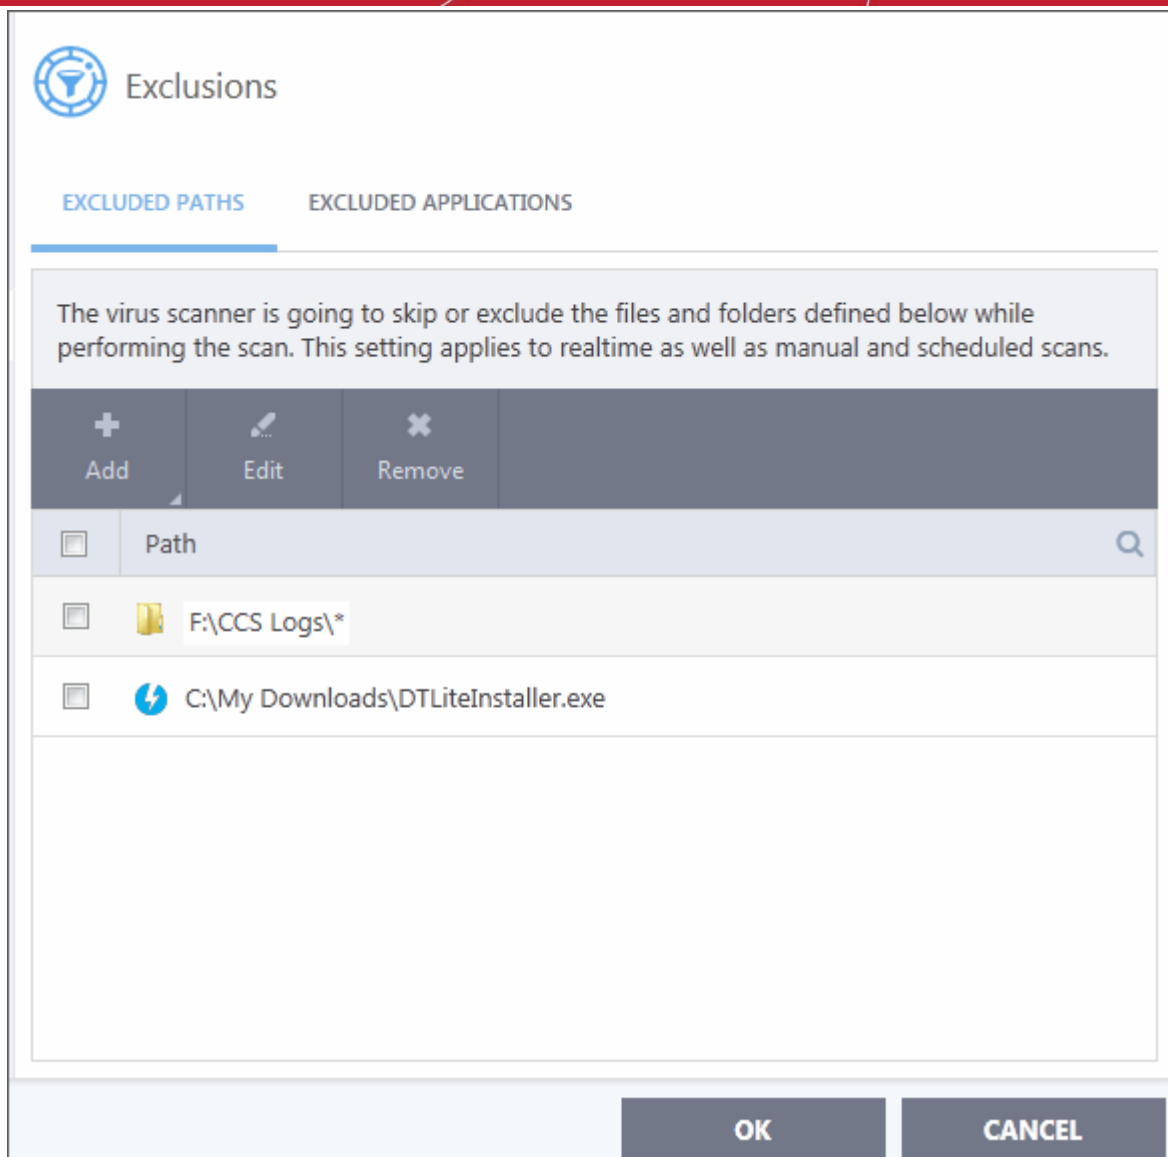 Exclusions
EXCLUDED PATHS EXCLUDED APPLICATIONS
The virus scanner is going to skip or exclude the files and folders defined below while
performing the scan. This setting applies to realtime as well as manual and scheduled scans.
Add Edit Remove
Path
F:\CCS Logs\*
C:\My Downloads\DTLiteInstaller.exe
OK CANCEL